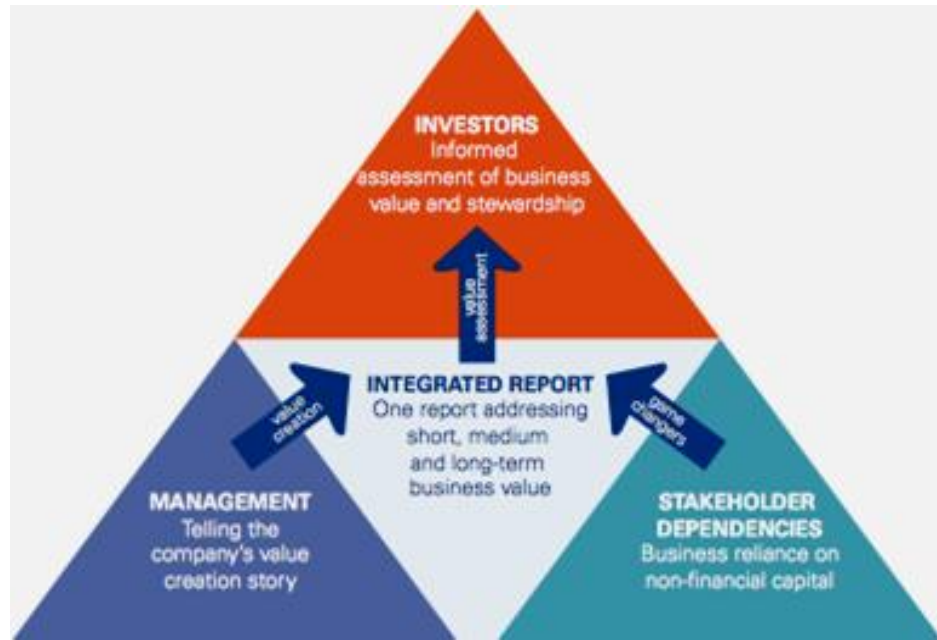 INVESTORS
Informed
assessment of business
value and stewardship
value
assessment
value
creation
INTEGRATED REPORT
One report addressing
short, medium
and long-term
business value
game
changers
MANAGEMENT
Telling the
company's value
creation story
STAKEHOLDER
DEPENDENCIES
Business reliance on
non-financial capital